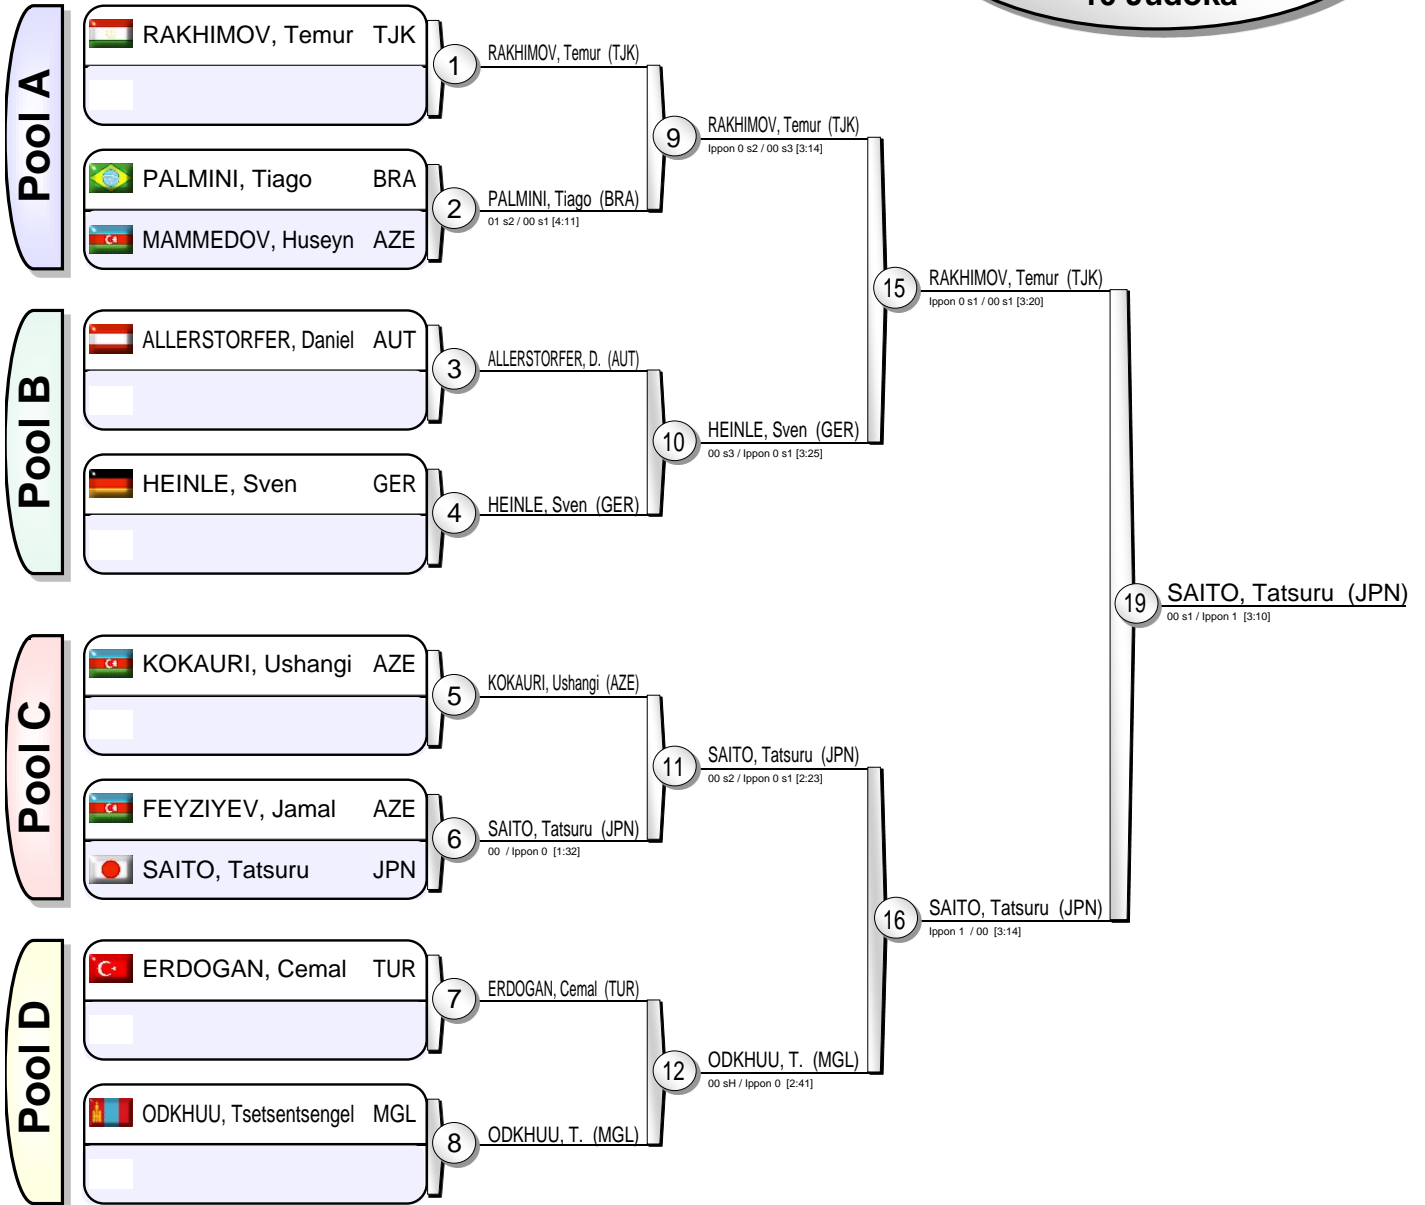 10 Judoka
Pool A
RAKHIMOV, Temur TJK
PALMINI, Tiago BRA
MAMMEDOV, Huseyn AZE
1
RAKHIMOV, Temur (TJK)
2
PALMINI, Tiago (BRA)
01 s2 / 00 s1 [4:11]
9
RAKHIMOV, Temur (TJK)
Ippon 0 s2 / 00 s3 [3:14]
Pool B
ALLERSTORFER, Daniel AUT
HEINLE, Sven GER
3
ALLERSTORFER, D. (AUT)
4
HEINLE, Sven (GER)
10
HEINLE, Sven (GER)
00 s3 / Ippon 0 s1 [3:25]
15
RAKHIMOV, Temur (TJK)
Ippon 0 s1 / 00 s1 [3:20]
Pool C
KOKAURI, Ushangi AZE
FEYZIYEV, Jamal AZE
SAITO, Tatsuru JPN
5
KOKAURI, Ushangi (AZE)
6
SAITO, Tatsuru (JPN)
00 / Ippon 0 [1:32]
11
SAITO, Tatsuru (JPN)
00 s2 / Ippon 0 s1 [2:23]
Pool D
ERDOGAN, Cemal TUR
ODKHUU, Tsetsentsengel MGL
7
ERDOGAN, Cemal (TUR)
8
ODKHUU, T. (MGL)
12
ODKHUU, T. (MGL)
00 sH / Ippon 0 [2:41]
16
SAITO, Tatsuru (JPN)
Ippon 1 / 00 [3:14]
19
SAITO, Tatsuru (JPN)
00 s1 / Ippon 1 [3:10]